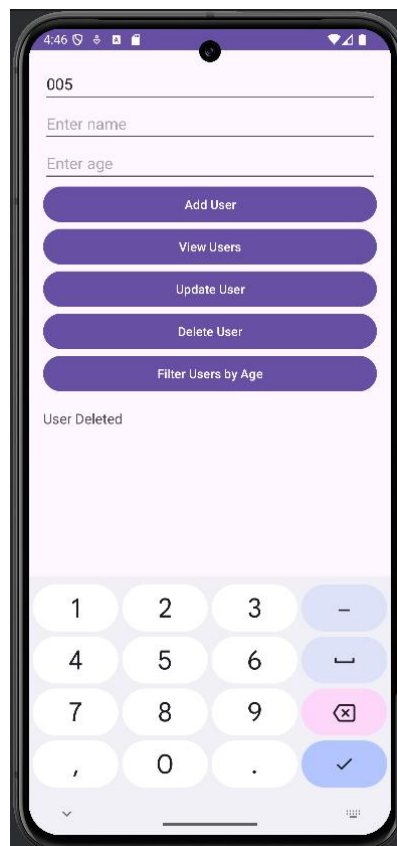 4:46
005
Enter name
Enter age
Add User
View Users
Update User
Delete User
Filter Users by Age
User Deleted
1 2 3 –
4 5 6
7 8 9
, 0 .